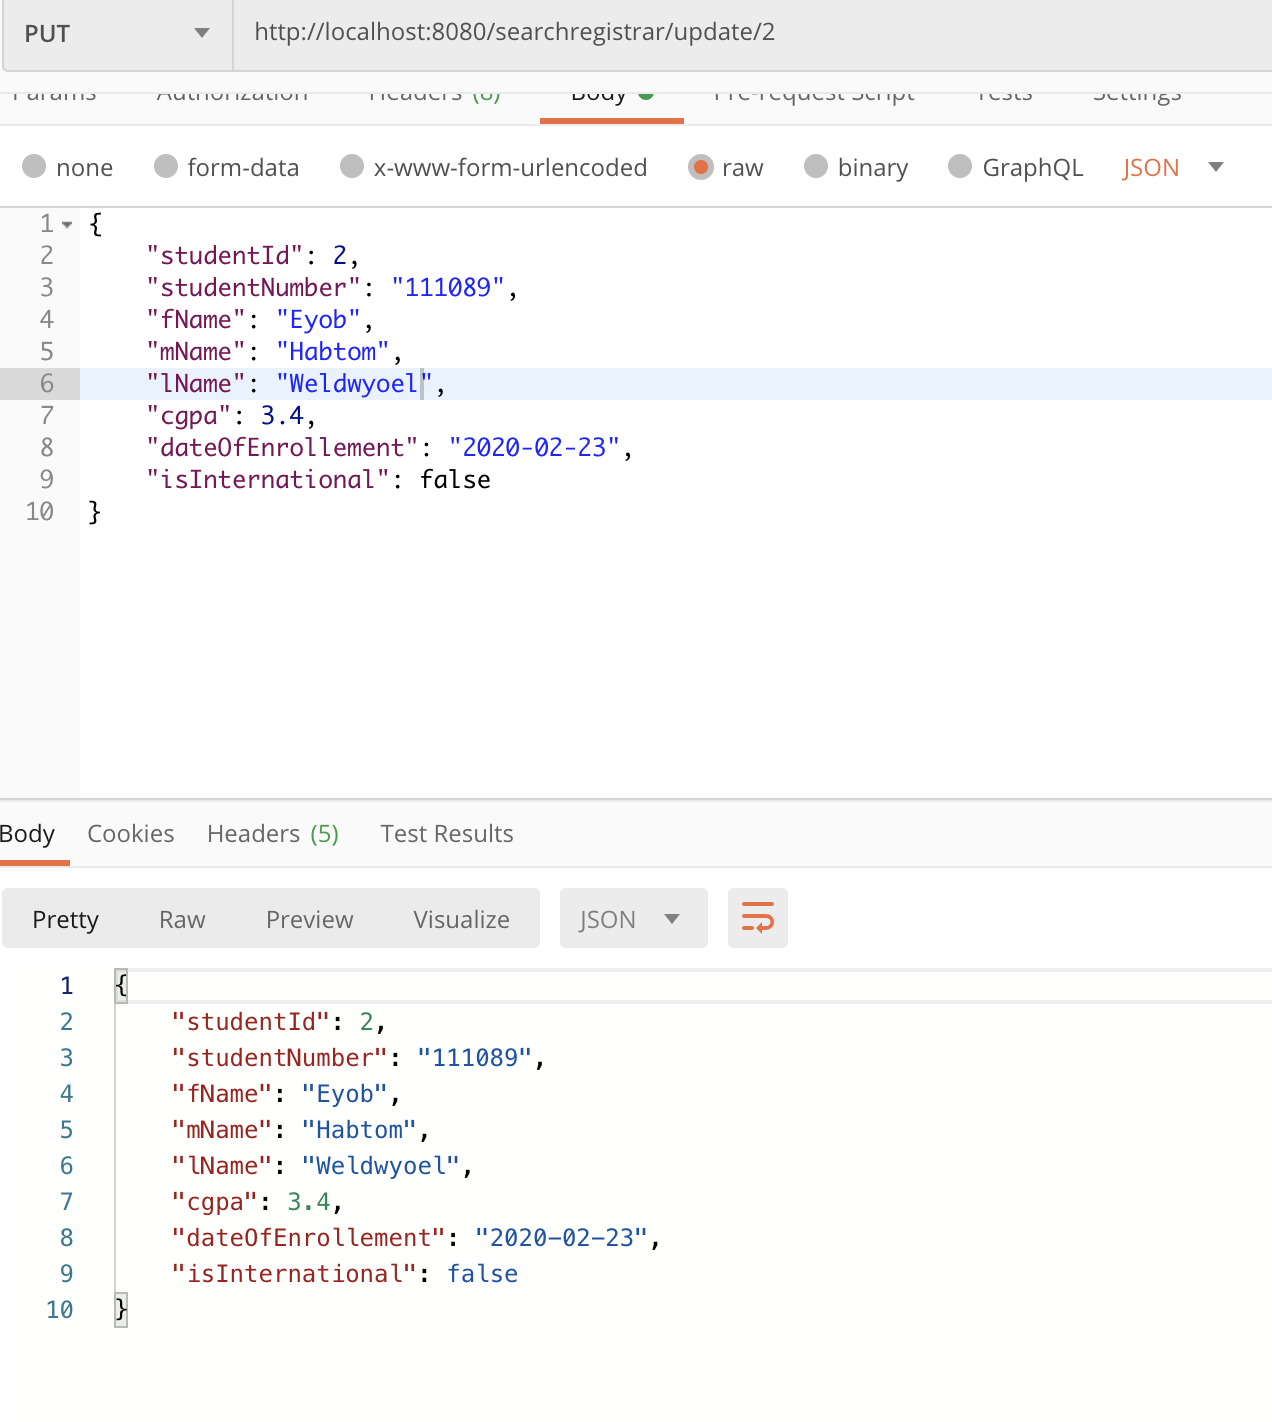 PUT http://localhost:8080/searchregistrar/update/2
Params Authorization Headers (8) Body Pre-request Script Tests Settings
none form-data x-www-form-urlencoded raw binary GraphQL JSON
1 {
2 "studentId": 2,
3 "studentNumber": "111089",
4 "fName": "Eyob",
5 "mName": "Habtom",
6 "lName": "Weldwyoel",
7 "cgpa": 3.4,
8 "dateOfEnrollement": "2020-02-23",
9 "isInternational": false
10 }
Body Cookies Headers (5) Test Results
Pretty Raw Preview Visualize JSON
1 {
2 "studentId": 2,
3 "studentNumber": "111089",
4 "fName": "Eyob",
5 "mName": "Habtom",
6 "lName": "Weldwyoel",
7 "cgpa": 3.4,
8 "dateOfEnrollement": "2020-02-23",
9 "isInternational": false
10 }